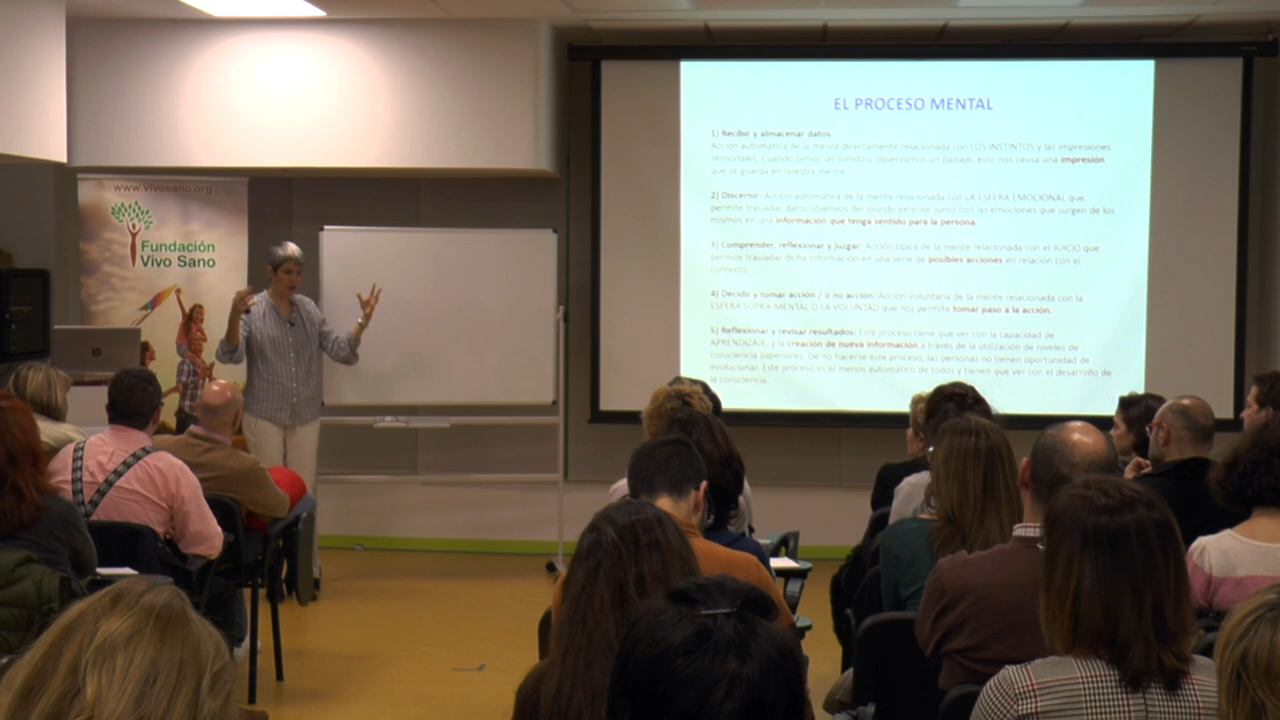 www.vivosano.org
Fundación
Vivo Sano
hp
EL PROCESO MENTAL
1) Recibir y almacenar datos.
Acción automática de la mente directamente relacionada con LOS INSTINTOS y las impresiones
sensoriales. Cuando oímos un sonido u observamos un paisaje, esto nos causa una impresión
que se guarda en nuestra mente.
2) Discernir: Acción automática de la mente relacionada con LA ESFERA EMOCIONAL que
permite trasladar datos objetivos del mundo exterior junto con las emociones que surgen de los
mismos en una información que tenga sentido para la persona.
3) Comprender, reflexionar y juzgar: Acción típica de la mente relacionada con el JUICIO que
permite trasladar dicha información en una serie de posibles acciones en relación con el
contexto.
4) Decidir y tomar acción / o no acción: Acción voluntaria de la mente relacionada con la
ESFERA SUPRA-MENTAL O LA VOLUNTAD que nos permite tomar paso a la acción.
5) Reflexionar y revisar resultados: Este proceso tiene que ver con la capacidad de
APRENDIZAJE, y la creación de nueva información a través de la utilización de niveles de
consciencia superiores. De no hacerse este proceso, las personas no tienen oportunidad de
evolucionar. Este proceso es el menos automático de todos y tienen que ver con el desarrollo de
la consciencia.